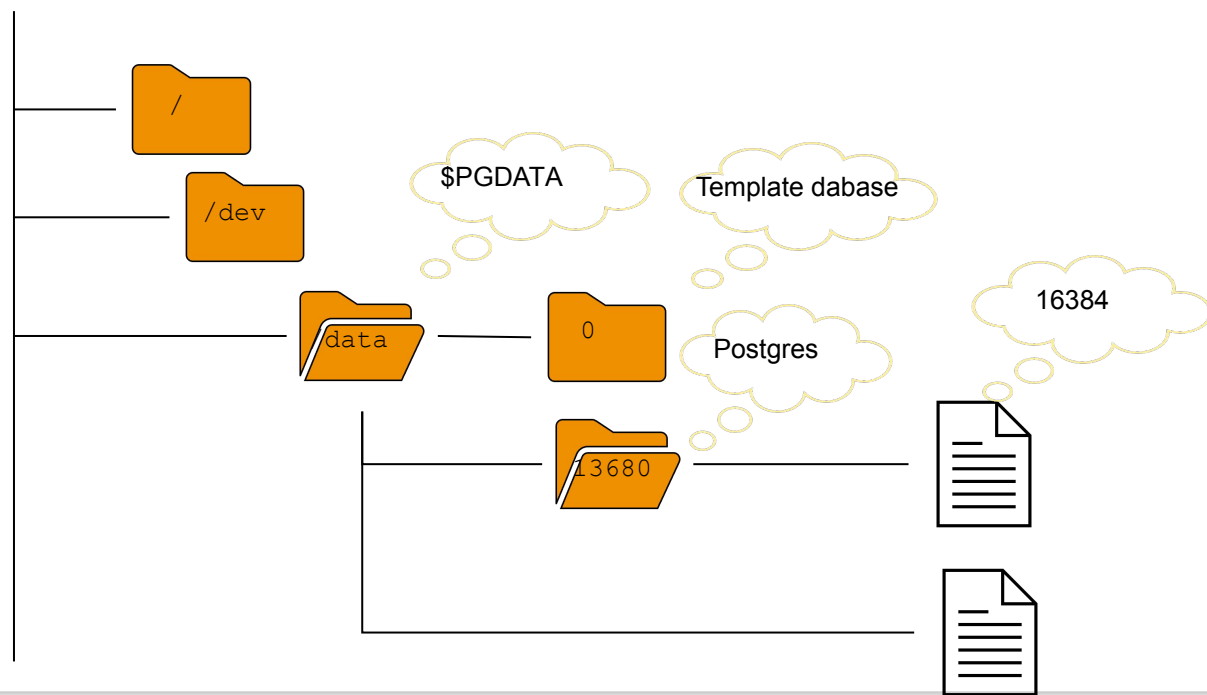 /
/dev
$PGDATA
Template dabase
16384
/data
0
Postgres
13680